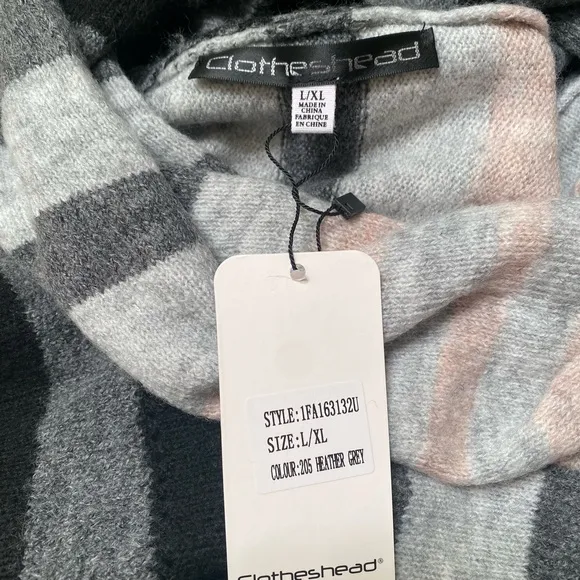 Clotheshead
L/XL
MADE IN
CHINA
FABRIQUE
EN CHINE
STYLE:1FA163132U
SIZE:L/XL
COLOUR:205 HEATHER GREY
Clotheshead®